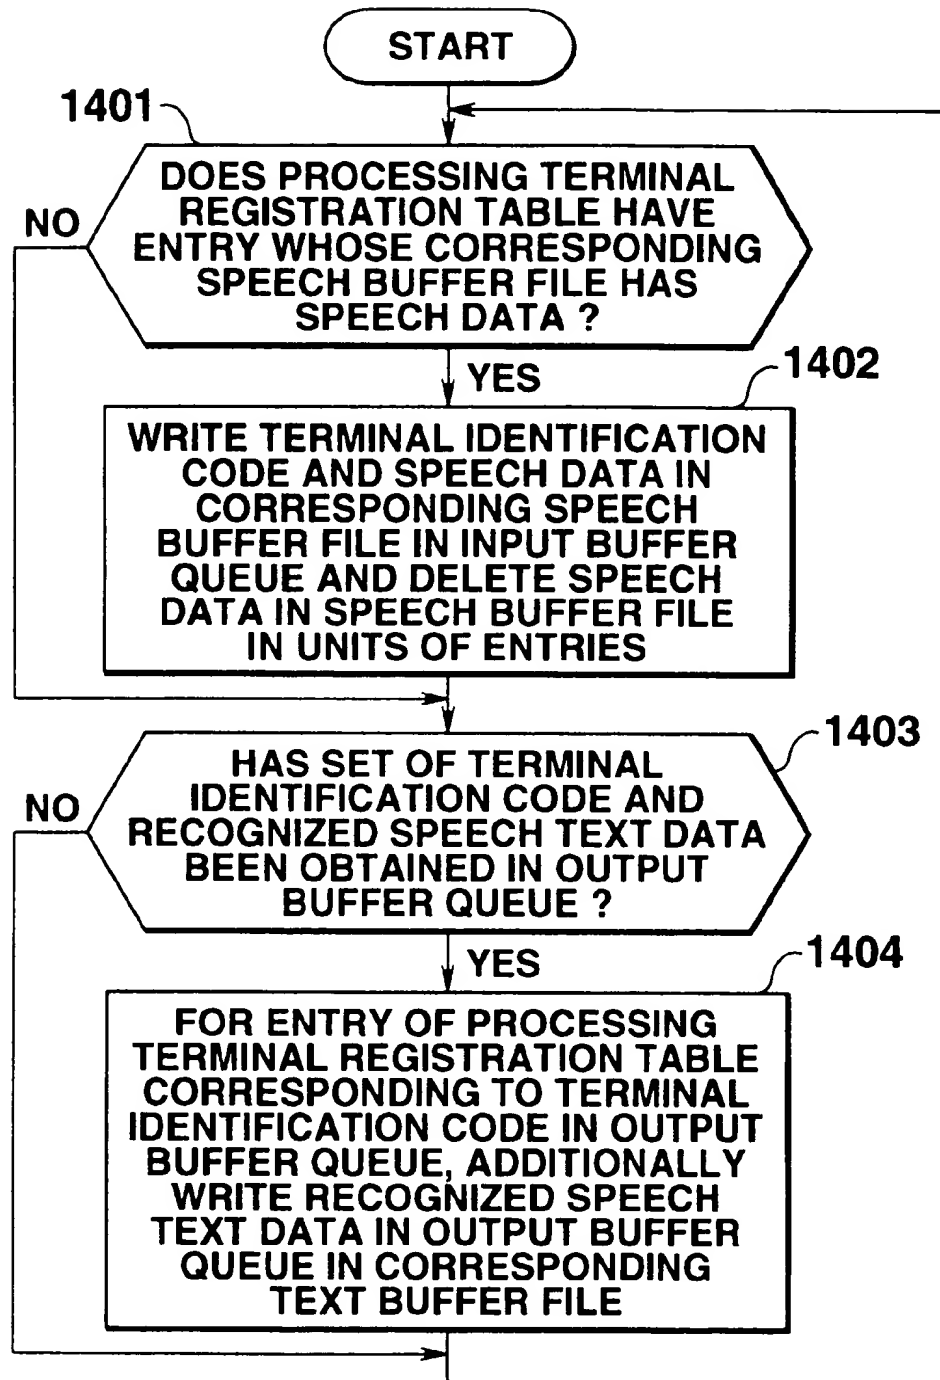 START
1401
DOES PROCESSING TERMINAL
REGISTRATION TABLE HAVE
ENTRY WHOSE CORRESPONDING
SPEECH BUFFER FILE HAS
SPEECH DATA ?
NO
YES
1402
WRITE TERMINAL IDENTIFICATION
CODE AND SPEECH DATA IN
CORRESPONDING SPEECH
BUFFER FILE IN INPUT BUFFER
QUEUE AND DELETE SPEECH
DATA IN SPEECH BUFFER FILE
IN UNITS OF ENTRIES
1403
HAS SET OF TERMINAL
IDENTIFICATION CODE AND
RECOGNIZED SPEECH TEXT DATA
BEEN OBTAINED IN OUTPUT
BUFFER QUEUE ?
NO
YES
1404
FOR ENTRY OF PROCESSING
TERMINAL REGISTRATION TABLE
CORRESPONDING TO TERMINAL
IDENTIFICATION CODE IN OUTPUT
BUFFER QUEUE, ADDITIONALLY
WRITE RECOGNIZED SPEECH
TEXT DATA IN OUTPUT BUFFER
QUEUE IN CORRESPONDING
TEXT BUFFER FILE